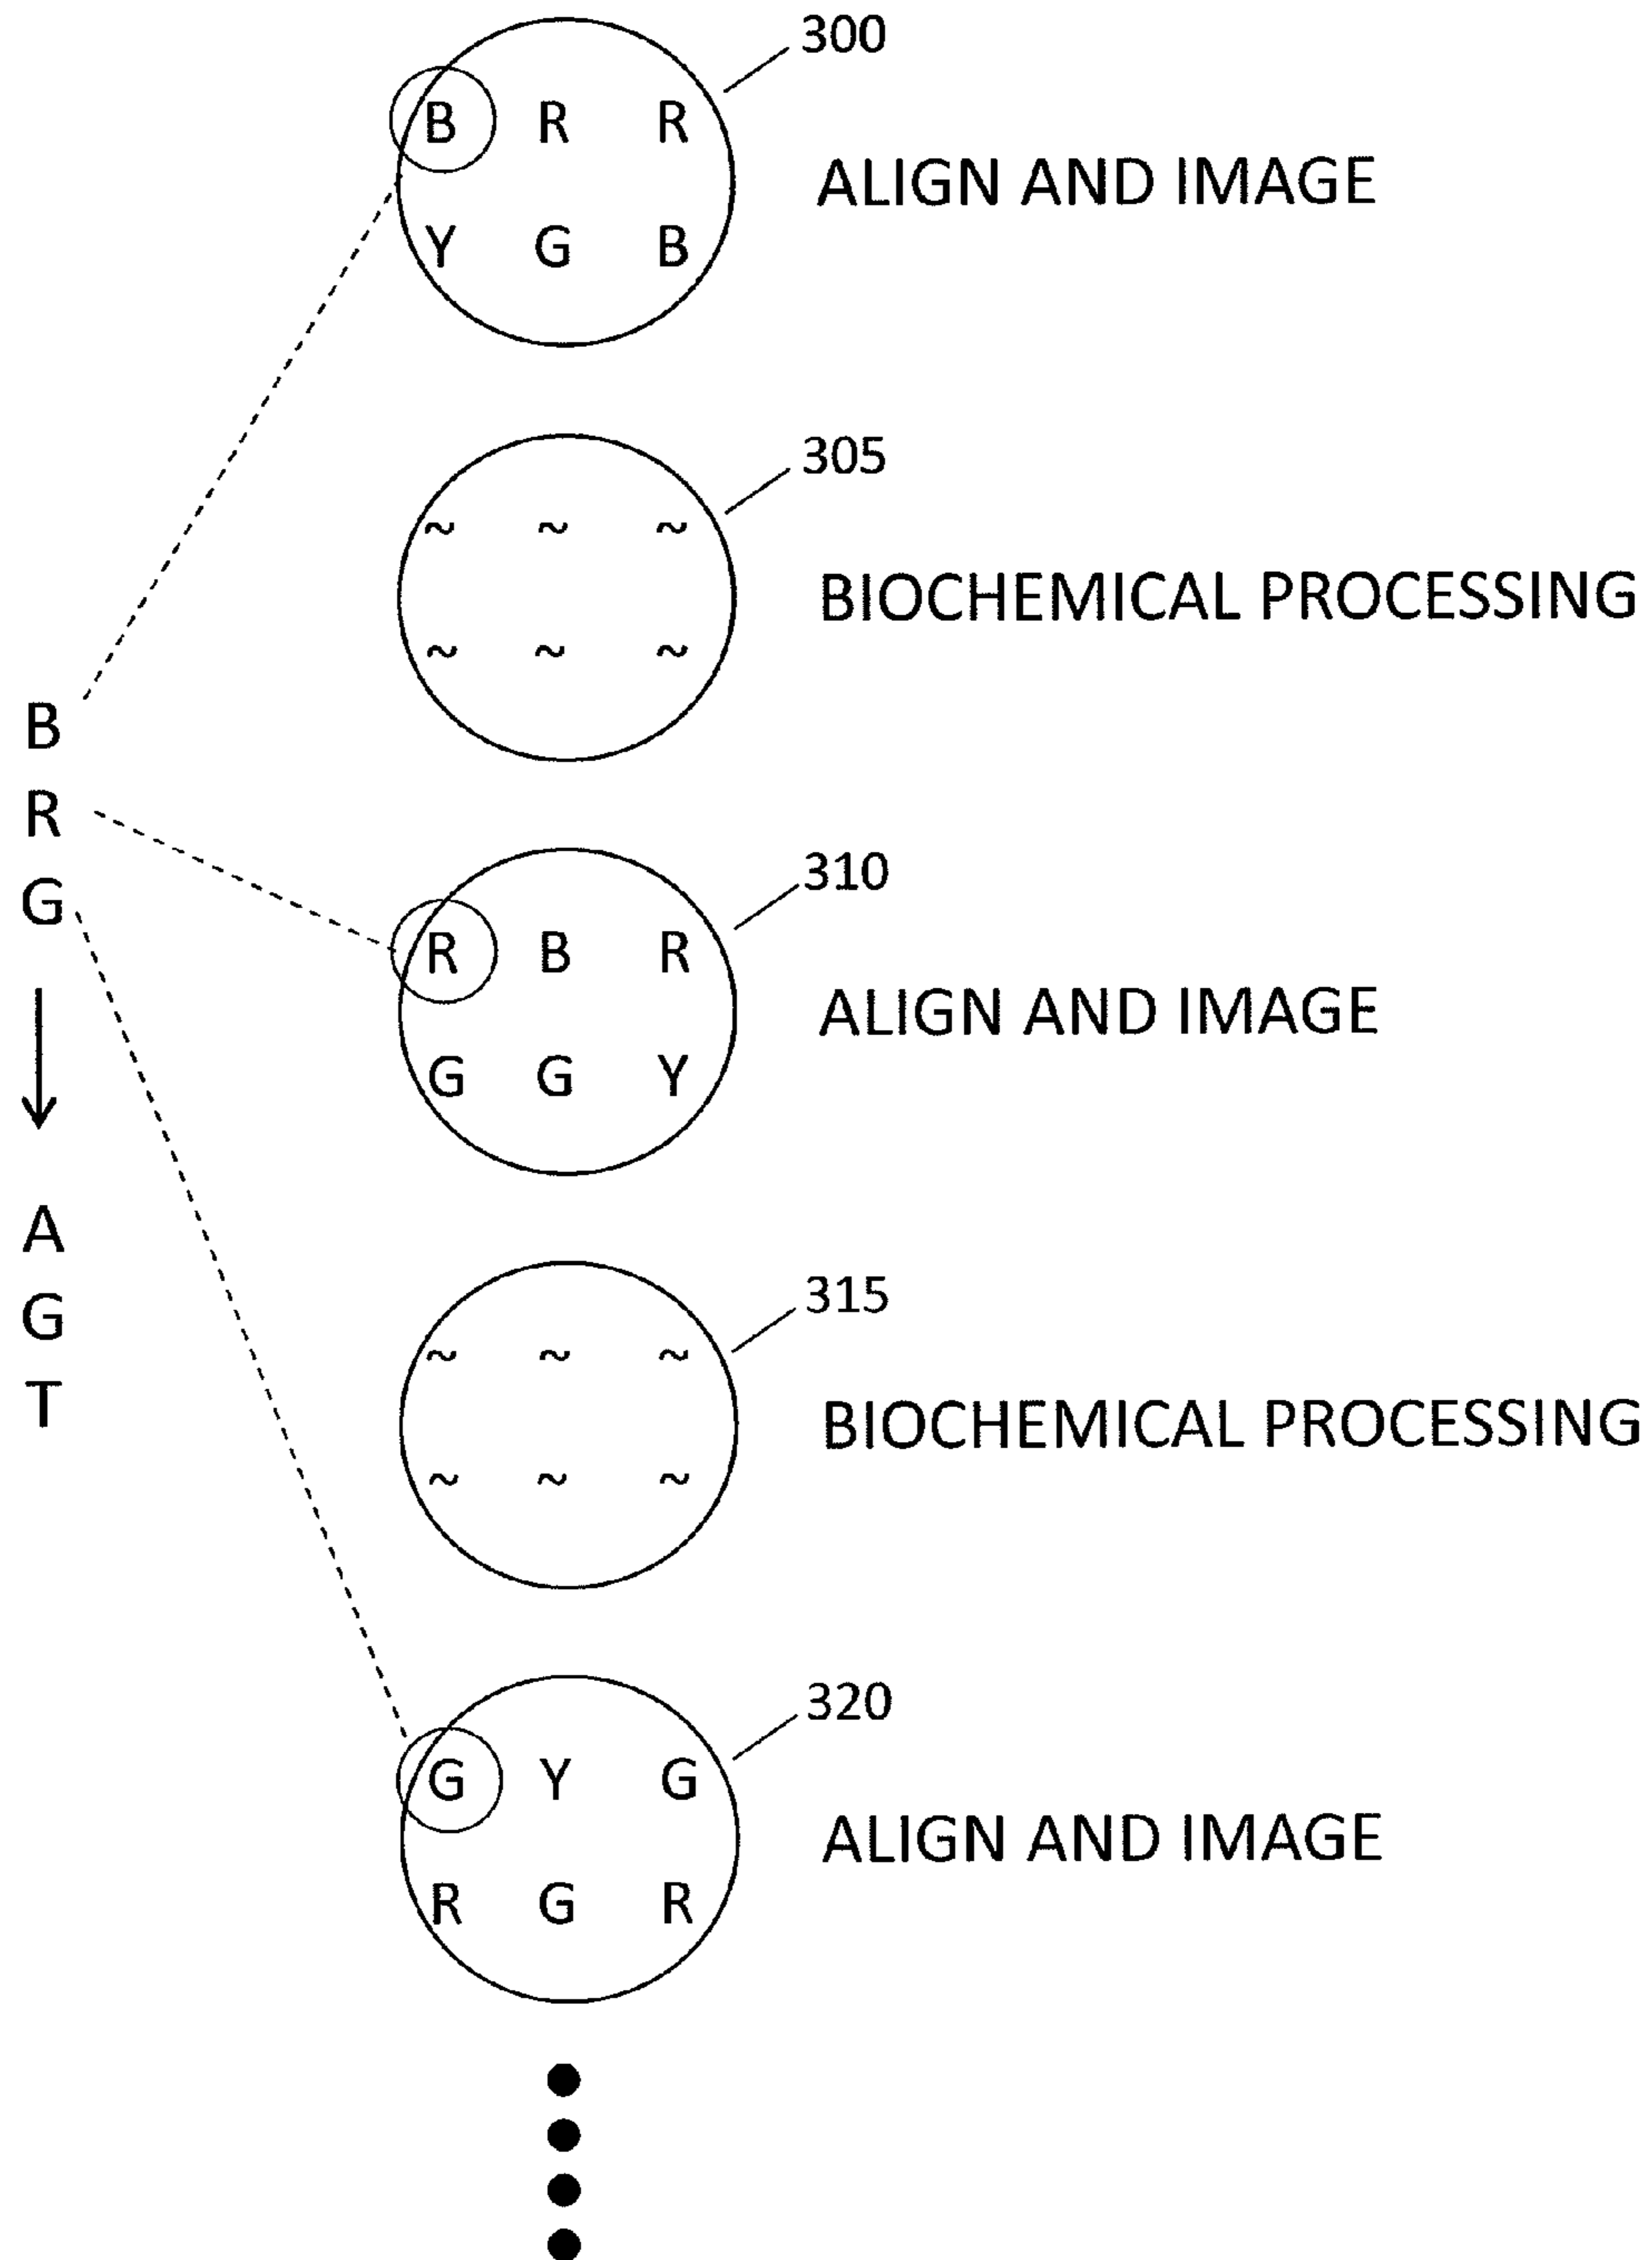 300
B R R
ALIGN AND IMAGE
Y G B
305
~ ~ ~
BIOCHEMICAL PROCESSING
~ ~ ~
B
R
G
310
R B R
ALIGN AND IMAGE
G G Y
A
G
T
315
~ ~ ~
BIOCHEMICAL PROCESSING
~ ~ ~
320
G Y G
ALIGN AND IMAGE
R G R